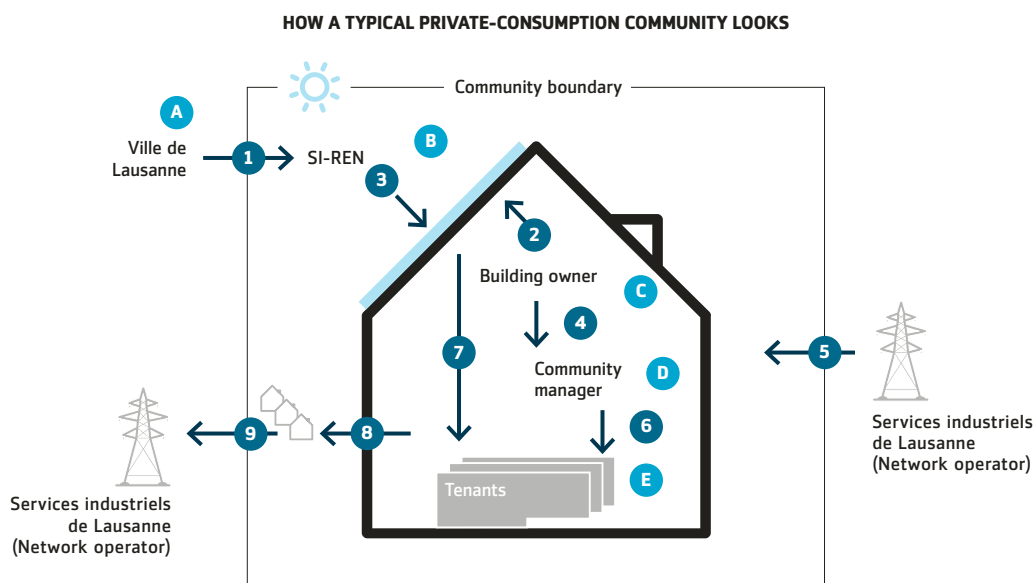 HOW A TYPICAL PRIVATE-CONSUMPTION COMMUNITY LOOKS
Community boundary
A
Ville de
Lausanne
1
SI-REN
B
3
2
Building owner
C
4
7
Community
manager
D
5
Services industriels
de Lausanne
(Network operator)
6
9
8
E
Tenants
Services industriels
de Lausanne
(Network operator)